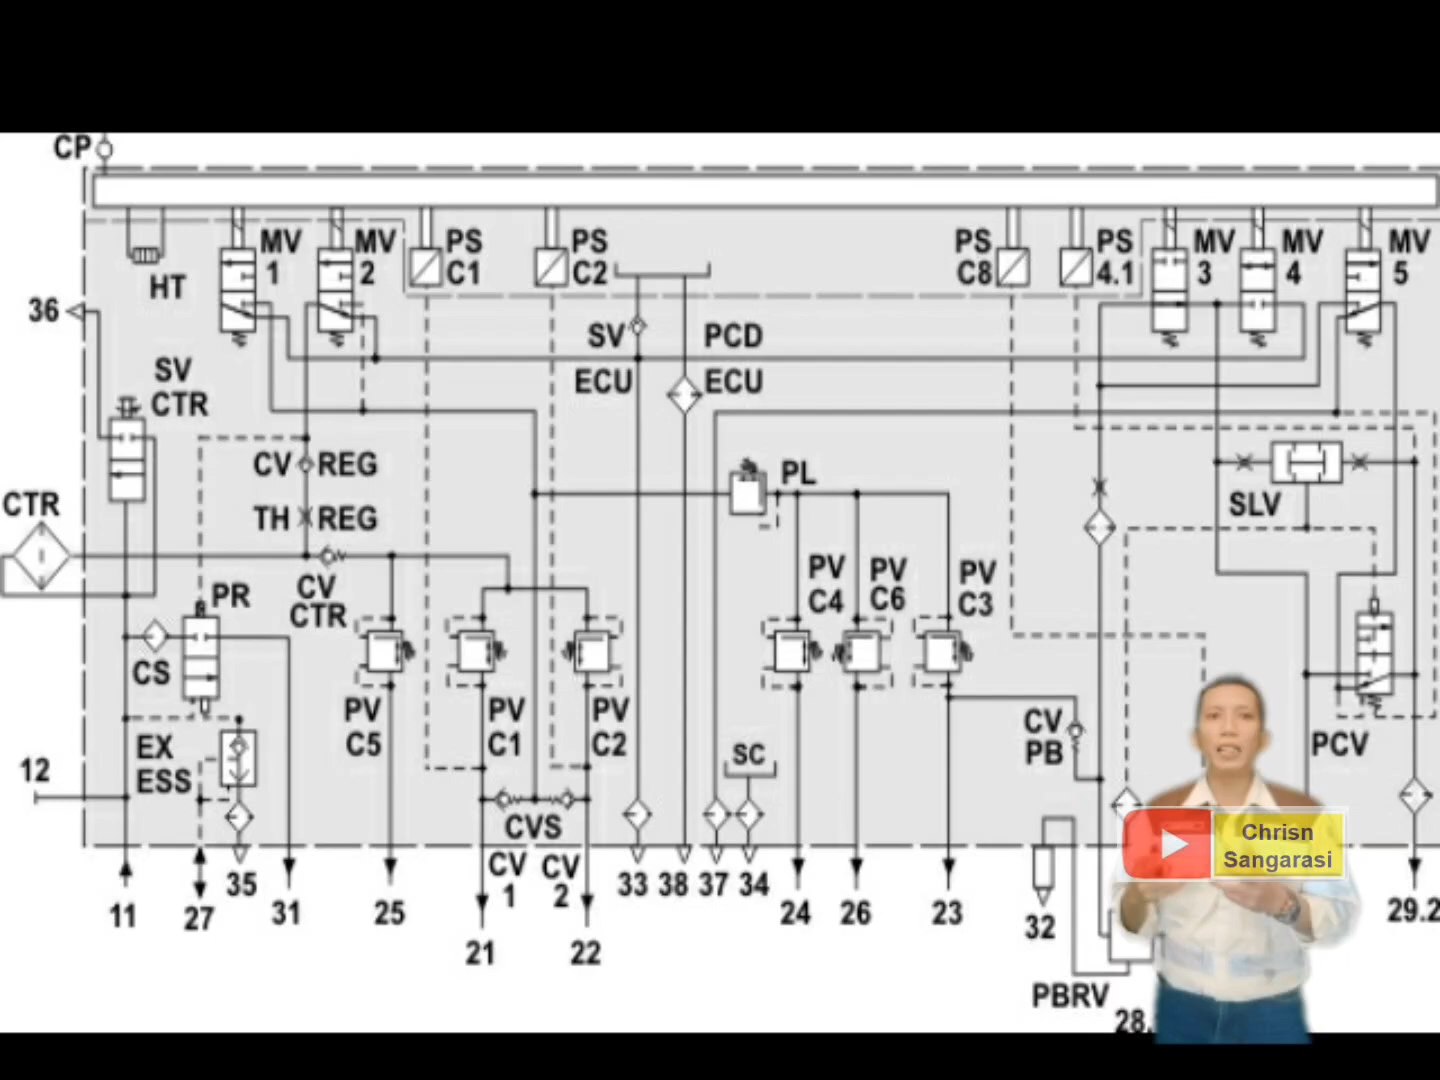 CP
MV
1
MV
2
PS
C1
PS
C2
PS
C8
PS
4.1
MV
3
MV
4
MV
5
HT
36
SV
CTR
SV
PCD
ECU
ECU
CV REG
TH REG
CTR
CV
CTR
PL
SLV
PR
CS
PV
C4
PV
C6
PV
C3
PV
C5
PV
C1
PV
C2
EX
ESS
12
CVS
SC
CV
PB
PCV
CV
1
CV
2
11
27
35
31
25
21
22
33
38
37
34
24
26
23
32
PBRV
28.
29.2
Chrisn
Sangarasi